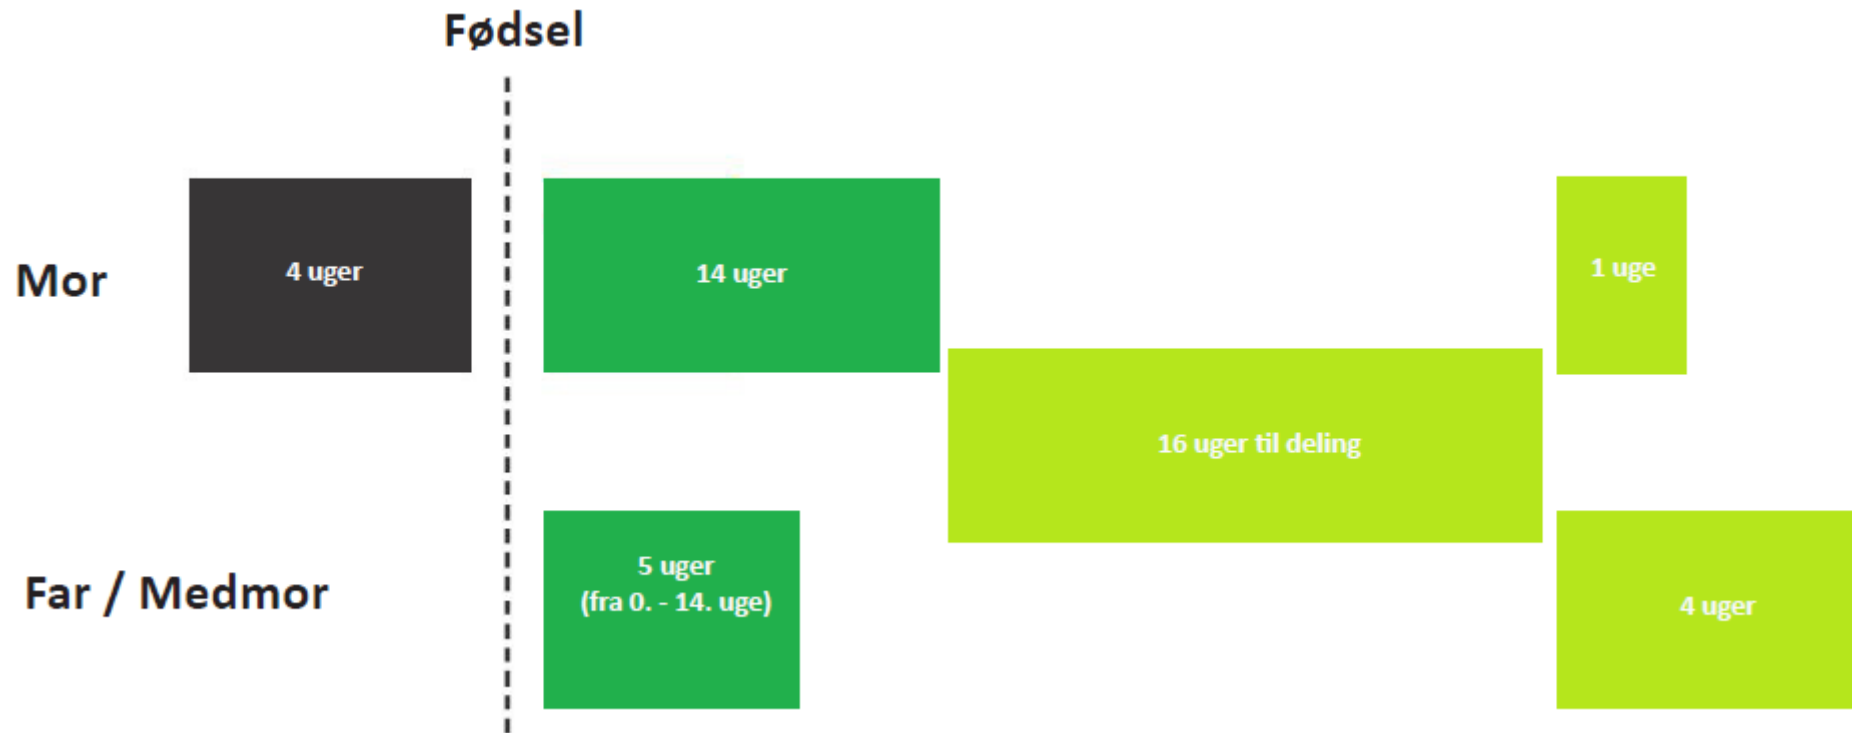 Fødsel
Mor
4 uger
14 uger
1 uge
16 uger til deling
Far / Medmor
5 uger
(fra 0. - 14. uge)
4 uger